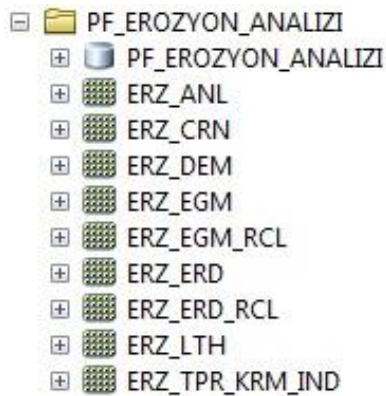 PF_EROZYON_ANALIZI
PF_EROZYON_ANALIZI
ERZ_ANL
ERZ_CRN
ERZ_DEM
ERZ_EGM
ERZ_EGM_RCL
ERZ_ERD
ERZ_ERD_RCL
ERZ_LTH
ERZ_TPR_KRM_IND